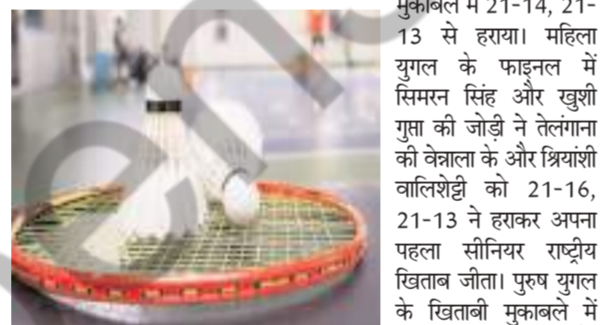 मुकाबले में 21-14, 21-
13 से हराया। महिला
युगल के फाइनल में
सिमरन सिंह और खुशी
गुप्ता की जोड़ी ने तेलंगाना
की वेन्नाला के और श्रियांशी
वालिशेट्टी को 21-16,
21-13 ने हराकर अपना
पहला सीनियर राष्ट्रीय
खिताब जीता। पुरुष युगल
के खिताबी मुकाबले में